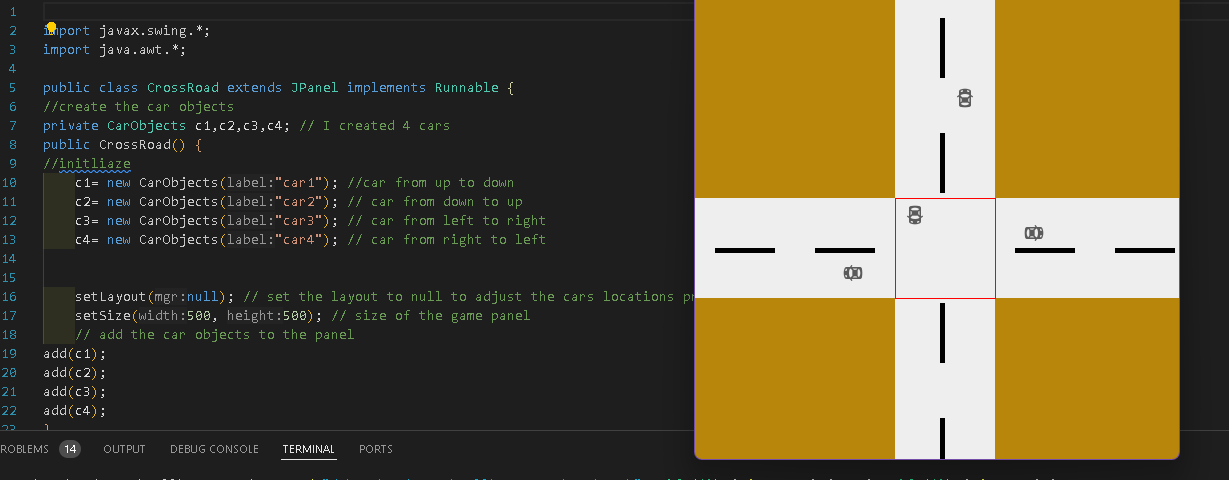 1
2 import javax.swing.*;
3 import java.awt.*;
4
5 public class CrossRoad extends JPanel implements Runnable {
6 //create the car objects
7 private CarObjects c1,c2,c3,c4; // I created 4 cars
8 public CrossRoad() {
9 //initliaze
10 c1= new CarObjects(label:"car1"); //car from up to down
11 c2= new CarObjects(label:"car2"); // car from down to up
12 c3= new CarObjects(label:"car3"); // car from left to right
13 c4= new CarObjects(label:"car4"); // car from right to left
14
15
16 setLayout(mgr:null); // set the layout to null to adjust the cars locations
17 setSize(width:500, height:500); // size of the game panel
18 // add the car objects to the panel
19 add(c1);
20 add(c2);
21 add(c3);
22 add(c4);
23 }
ROBLEMS 14 OUTPUT DEBUG CONSOLE TERMINAL PORTS